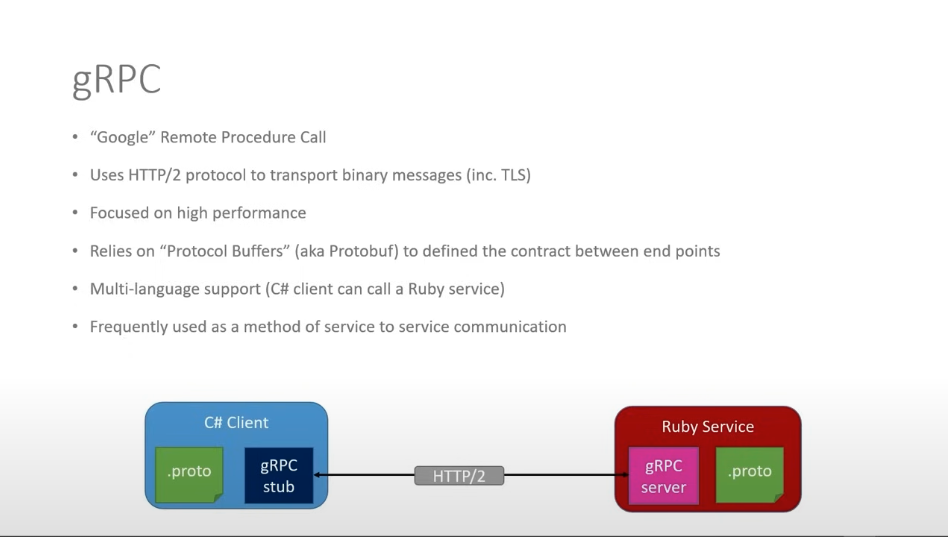 gRPC
• “Google” Remote Procedure Call
• Uses HTTP/2 protocol to transport binary messages (inc. TLS)
• Focused on high performance
• Relies on “Protocol Buffers” (aka Protobuf) to defined the contract between end points
• Multi-language support (C# client can call a Ruby service)
• Frequently used as a method of service to service communication
C# Client
.proto
gRPC
stub
HTTP/2
Ruby Service
gRPC
server
.proto